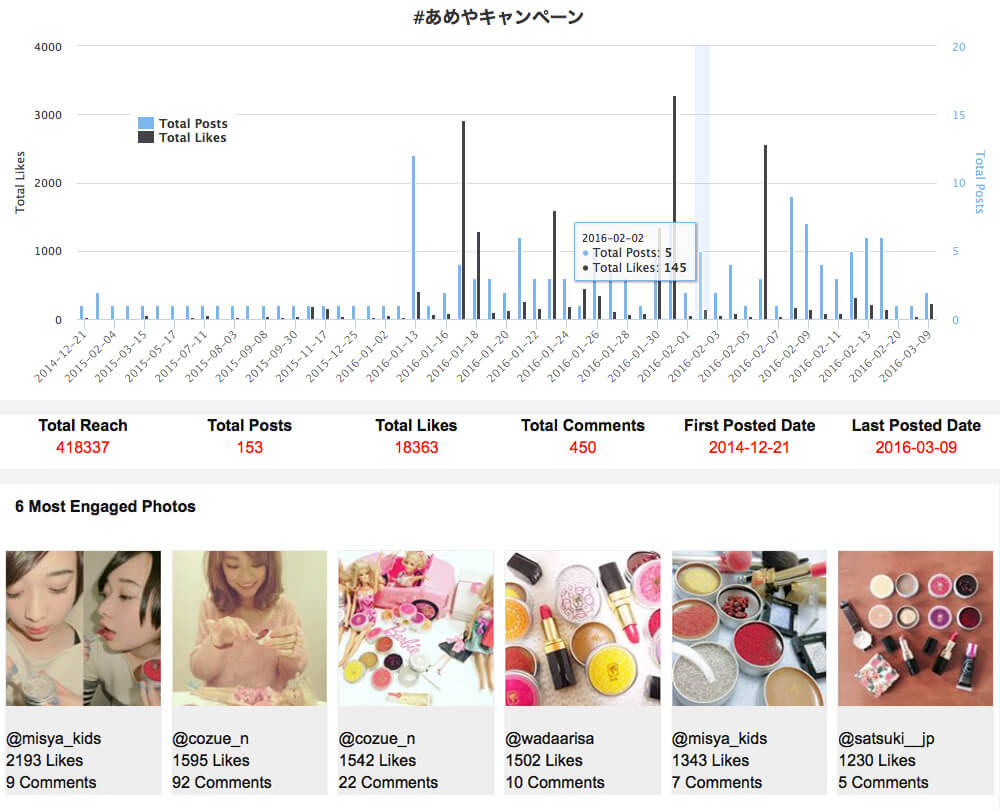 #あめやキャンペーン
4000
3000
2000
1000
0
Total Likes
20
15
10
5
0
Total Posts
Total Posts
Total Likes
2016-02-02
Total Posts: 5
Total Likes: 145
2014-12-21
2015-02-04
2015-03-15
2015-05-17
2015-07-11
2015-08-03
2015-09-08
2015-09-30
2015-11-17
2015-12-25
2016-01-02
2016-01-13
2016-01-16
2016-01-18
2016-01-20
2016-01-22
2016-01-24
2016-01-26
2016-01-28
2016-01-30
2016-02-01
2016-02-03
2016-02-05
2016-02-07
2016-02-09
2016-02-11
2016-02-13
2016-02-20
2016-03-09
Total Reach Total Posts Total Likes Total Comments First Posted Date Last Posted Date
418337 153 18363 450 2014-12-21 2016-03-09
6 Most Engaged Photos
Barbie
@misya_kids @cozue_n @cozue_n @wadaarisa @misya_kids @satsuki__jp
2193 Likes 1595 Likes 1542 Likes 1502 Likes 1343 Likes 1230 Likes
9 Comments 92 Comments 22 Comments 10 Comments 7 Comments 5 Comments